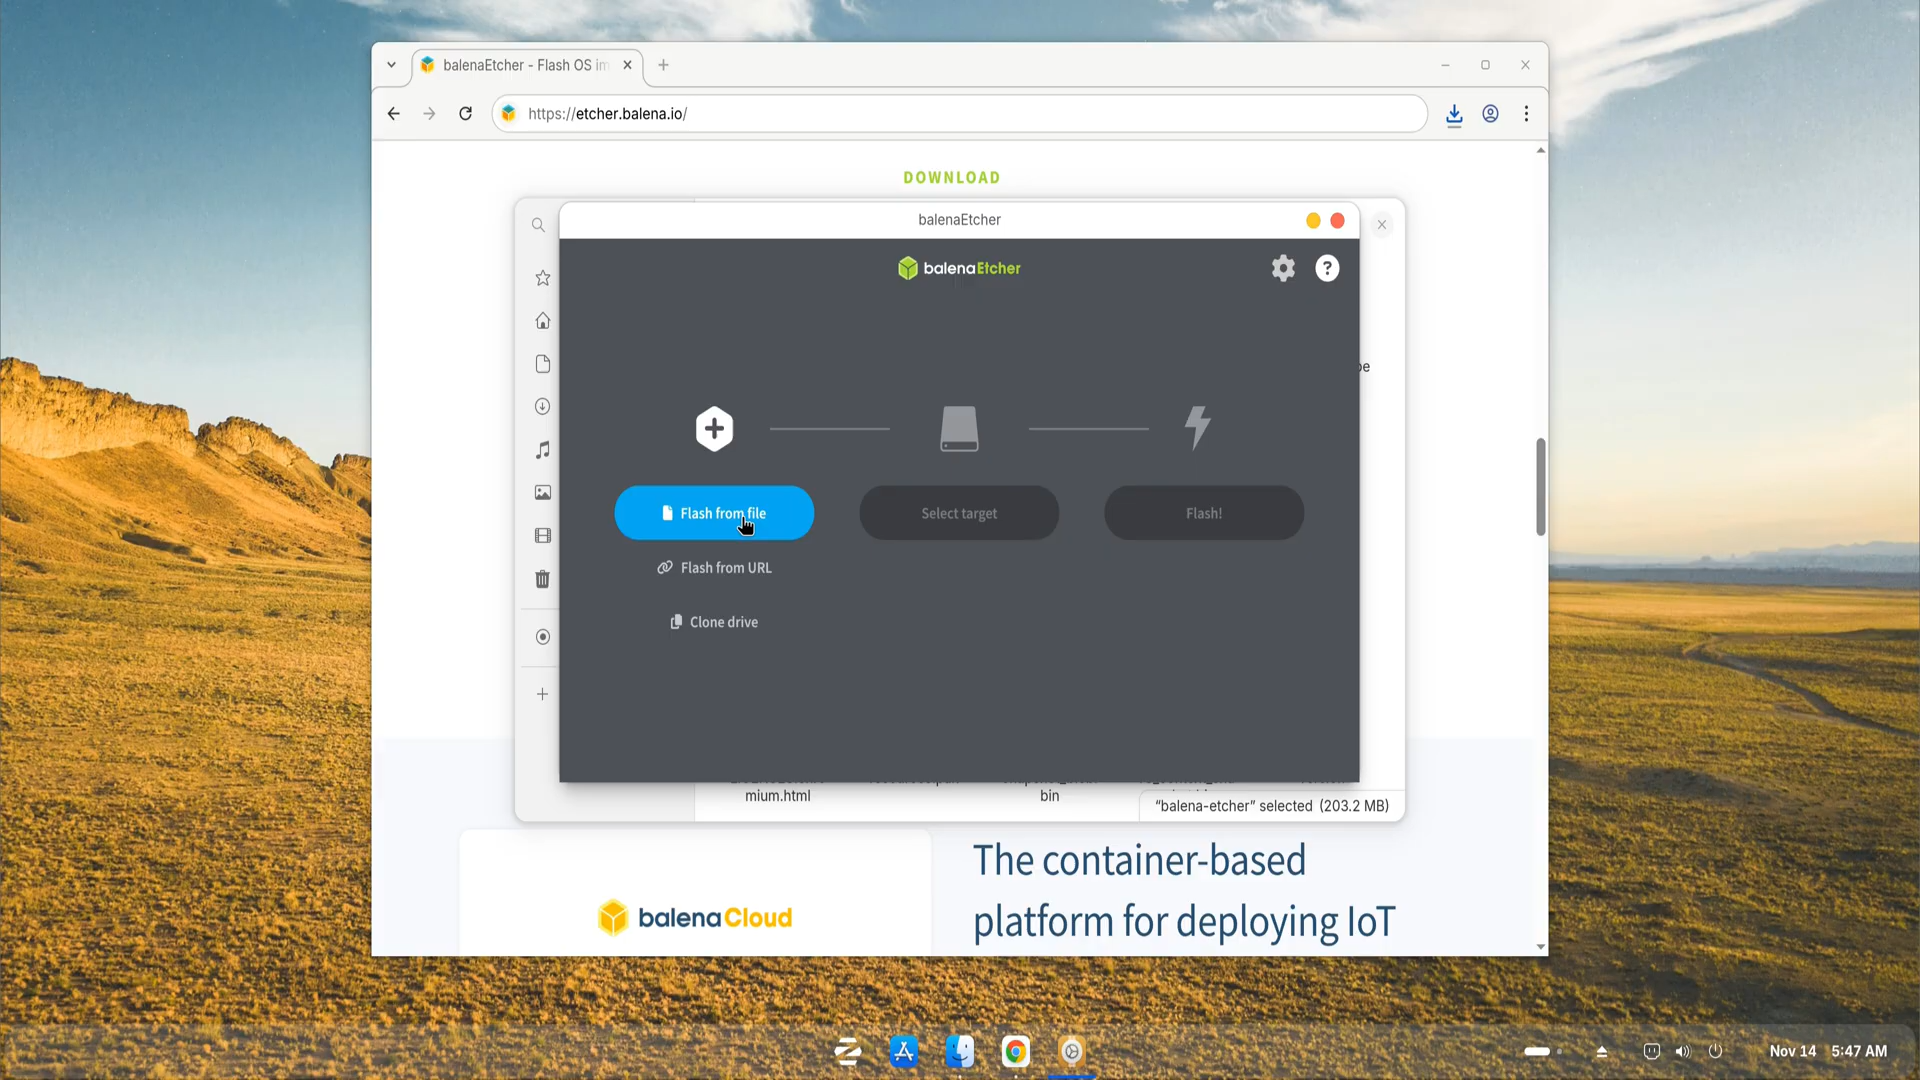 balenaEtcher - Flash OS im
https://etcher.balena.io/
DOWNLOAD
balenaEtcher
balenaEtcher
?
be
Flash from file
Select target
Flash!
Flash from URL
Clone drive
mium.html
bin
“balena-etcher” selected (203.2 MB)
The container-based
platform for deploying IoT
balenaCloud
Nov 14 5:47 AM